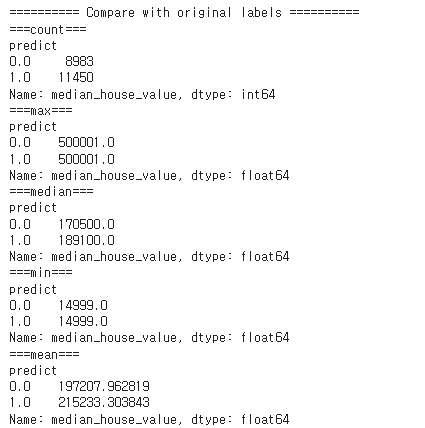 ========== Compare with original labels ==========
===count===
predict
0.0     8983
1.0    11450
Name: median_house_value, dtype: int64
===max===
predict
0.0    500001.0
1.0    500001.0
Name: median_house_value, dtype: float64
===median===
predict
0.0    170500.0
1.0    189100.0
Name: median_house_value, dtype: float64
===min===
predict
0.0    14999.0
1.0    14999.0
Name: median_house_value, dtype: float64
===mean===
predict
0.0    197207.962819
1.0    215233.303843
Name: median_house_value, dtype: float64